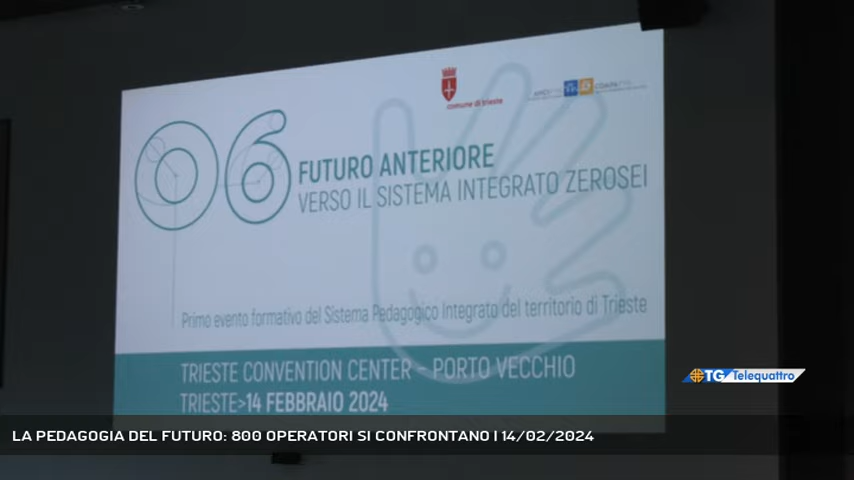 comune di trieste
06
FUTURO ANTERIORE
VERSO IL SISTEMA INTEGRATO ZEROSEI
Primo evento formativo del Sistema Pedagogico Integrato del territorio di Trieste
TRIESTE CONVENTION CENTER - PORTO VECCHIO
TRIESTE>14 FEBBRAIO 2024
TG Telequattro
LA PEDAGOGIA DEL FUTURO: 800 OPERATORI SI CONFRONTANO | 14/02/2024